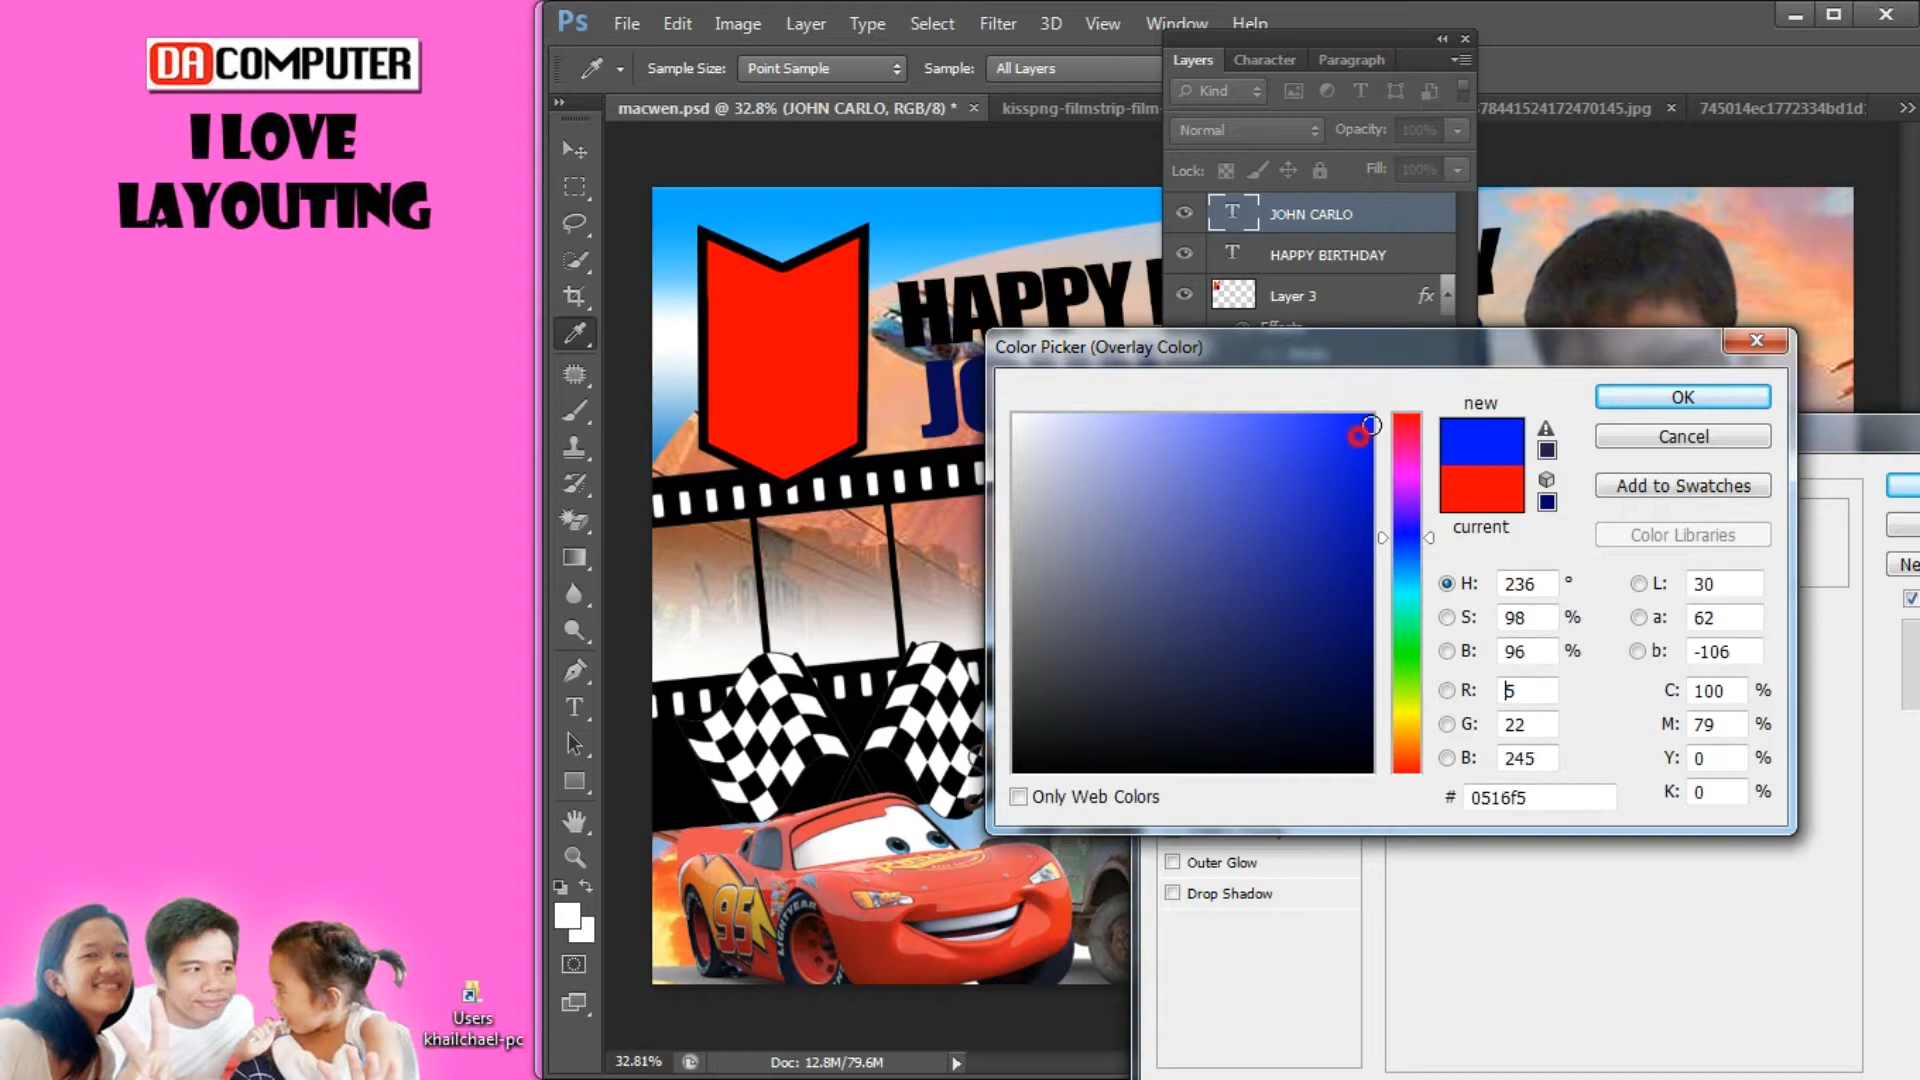 DA COMPUTER
I LOVE
LAYOUTING
Users
khailchael-pc
Ps File Edit Image Layer Type Select Filter 3D View Window Help
Sample Size: Point Sample Sample: All Layers
macwen.psd @ 32.8% (JOHN CARLO, RGB/8) * ×
kisspng-filmstrip-film-
78441524172470145.jpg ×
745014ec1772334bd1d
Layers Character Paragraph
Kind
Normal Opacity: 100%
Lock: Fill: 100%
T JOHN CARLO
T HAPPY BIRTHDAY
Layer 3 fx
Effects
HAPPY
Y
JO
95
LIGHTYEAR
Color Picker (Overlay Color)
new
current
OK
Cancel
Add to Swatches
Color Libraries
H: 236 °
S: 98 %
B: 96 %
R: 5
G: 22
B: 245
L: 30
a: 62
b: -106
C: 100 %
M: 79 %
Y: 0 %
K: 0 %
# 0516f5
Only Web Colors
Ne
Outer Glow
Drop Shadow
32.81% Doc: 12.8M/79.6M